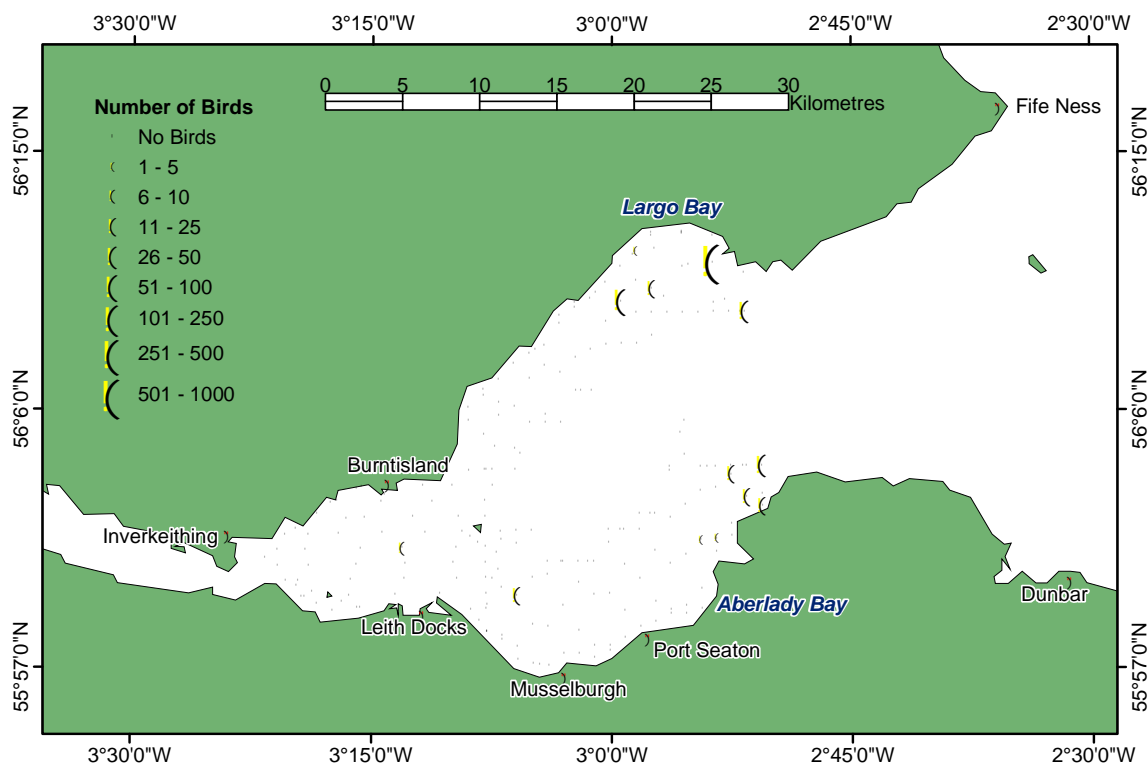 3°30'0"W 3°15'0"W 3°0'0"W 2°45'0"W 2°30'0"W
0 5 10 15 20 25 30
Kilometres
Number of Birds
No Birds
1 - 5
6 - 10
11 - 25
26 - 50
51 - 100
101 - 250
251 - 500
501 - 1000
Fife Ness
56°15'0"N 56°15'0"N
Largo Bay
56°6'0"N 56°6'0"N
Burntisland
Inverkeithing
Dunbar
Aberlady Bay
Leith Docks
Port Seaton
55°57'0"N 55°57'0"N
Musselburgh
3°30'0"W 3°15'0"W 3°0'0"W 2°45'0"W 2°30'0"W